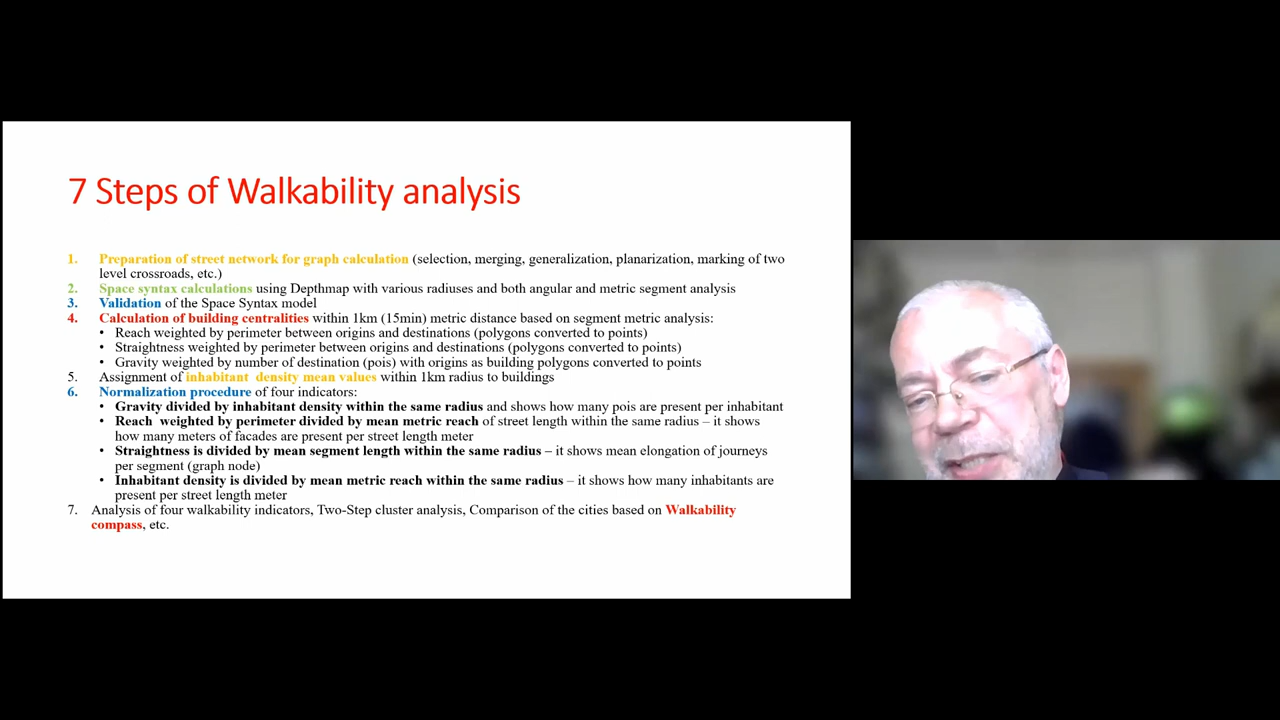 7 Steps of Walkability analysis
1. Preparation of street network for graph calculation (selection, merging, generalization, planarization, marking of two
level crossroads, etc.)
2. Space syntax calculations using Depthmap with various radiuses and both angular and metric segment analysis
3. Validation of the Space Syntax model
4. Calculation of building centralities within 1km (15min) metric distance based on segment metric analysis:
• Reach weighted by perimeter between origins and destinations (polygons converted to points)
• Straightness weighted by perimeter between origins and destinations (polygons converted to points)
• Gravity weighted by number of destination (pois) with origins as building polygons converted to points
5. Assignment of inhabitant density mean values within 1km radius to buildings
6. Normalization procedure of four indicators:
• Gravity divided by inhabitant density within the same radius and shows how many pois are present per inhabitant
• Reach weighted by perimeter divided by mean metric reach of street length within the same radius – it shows
how many meters of facades are present per street length meter
• Straightness is divided by mean segment length within the same radius – it shows mean elongation of journeys
per segment (graph node)
• Inhabitant density is divided by mean metric reach within the same radius – it shows how many inhabitants are
present per street length meter
7. Analysis of four walkability indicators, Two-Step cluster analysis, Comparison of the cities based on Walkability
compass, etc.